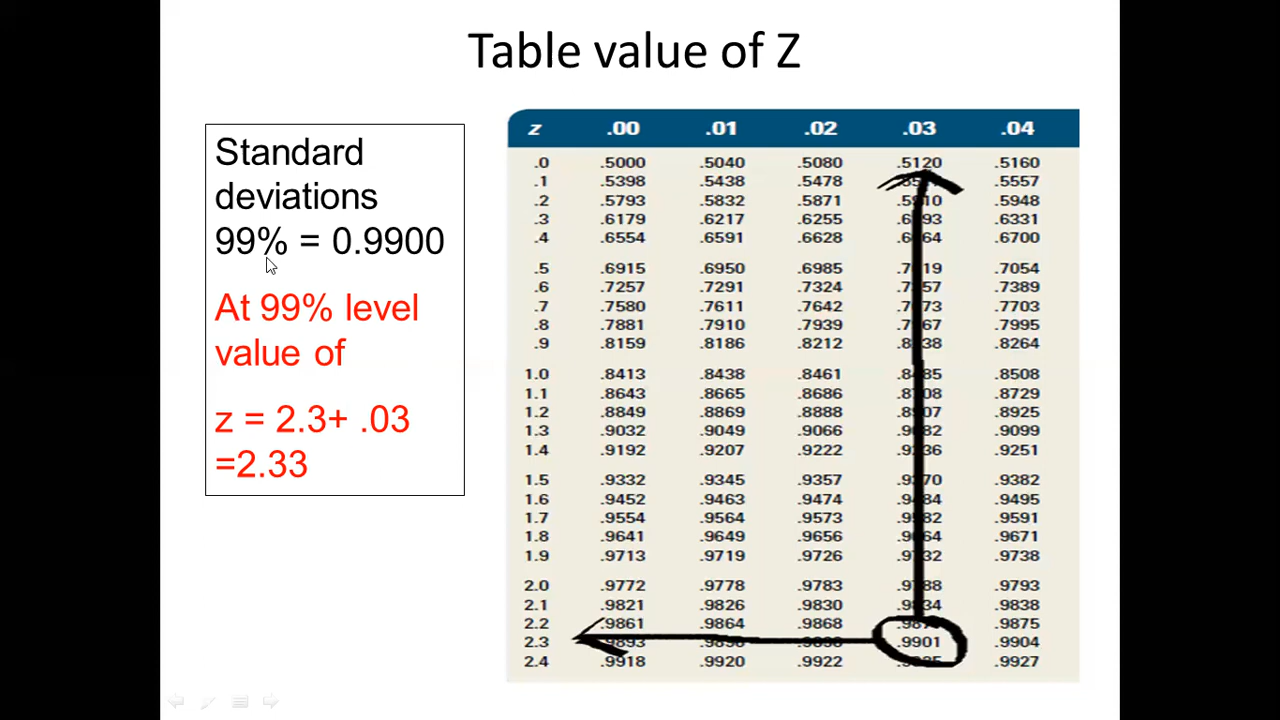 Table value of Z
Standard
deviations
99% = 0.9900
At 99% level
value of
z = 2.3+ .03
=2.33
z .00 .01 .02 .03 .04
.0 .5000 .5040 .5080 .5120 .5160
.1 .5398 .5438 .5478 .5557
.2 .5793 .5832 .5871 .5948
.3 .6179 .6217 .6255 .6331
.4 .6554 .6591 .6628 .6700
.5 .6915 .6950 .6985 .7054
.6 .7257 .7291 .7324 .7389
.7 .7580 .7611 .7642 .7703
.8 .7881 .7910 .7939 .7995
.9 .8159 .8186 .8212 .8264
1.0 .8413 .8438 .8461 .8508
1.1 .8643 .8665 .8686 .8729
1.2 .8849 .8869 .8888 .8925
1.3 .9032 .9049 .9066 .9099
1.4 .9192 .9207 .9222 .9251
1.5 .9332 .9345 .9357 .9382
1.6 .9452 .9463 .9474 .9495
1.7 .9554 .9564 .9573 .9591
1.8 .9641 .9649 .9656 .9671
1.9 .9713 .9719 .9726 .9738
2.0 .9772 .9778 .9783 .9793
2.1 .9821 .9826 .9830 .9838
2.2 .9861 .9864 .9868 .9875
2.3 .9893 .9901 .9904
2.4 .9918 .9920 .9922 .9927